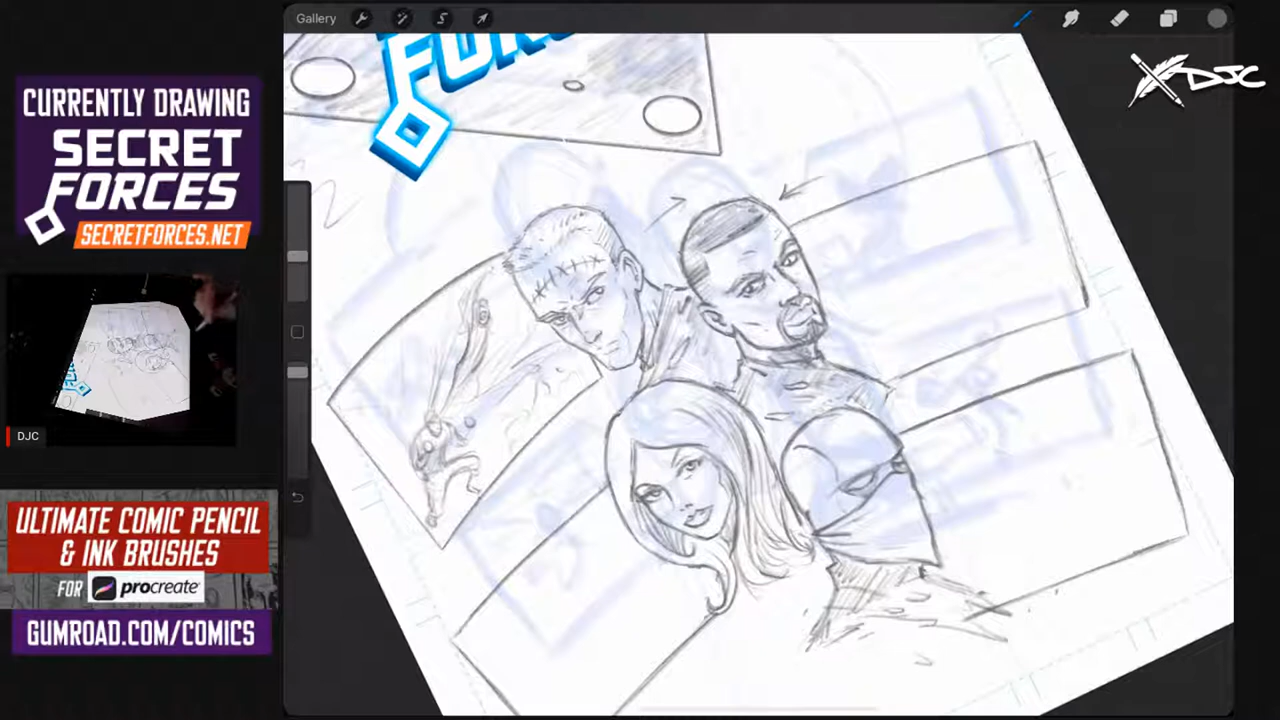 Gallery
CURRENTLY DRAWING
SECRET
FORCES
SECRETFORCES.NET
DJC
ULTIMATE COMIC PENCIL
& INK BRUSHES
FOR procreate
GUMROAD.COM/COMICS
DJC